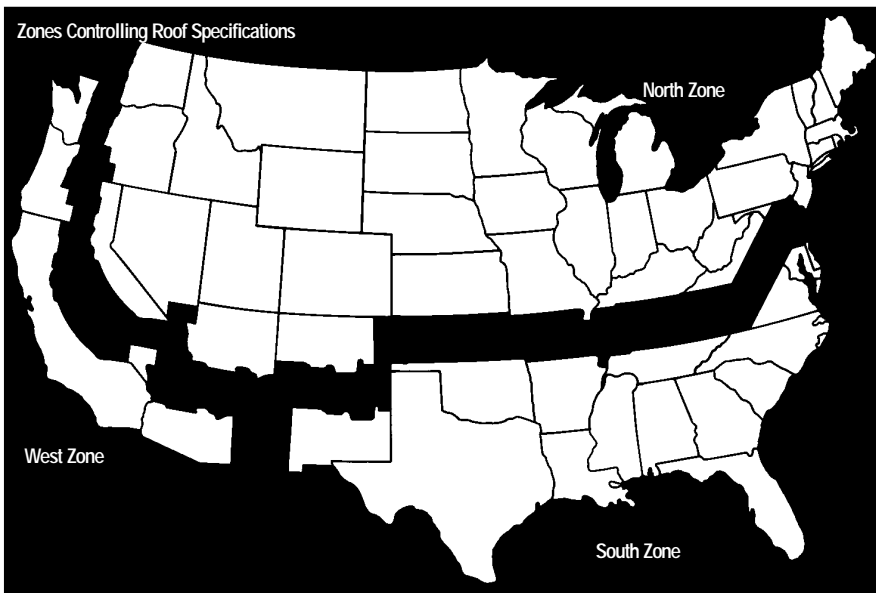 Zones Controlling Roof Specifications
North Zone
West Zone
South Zone